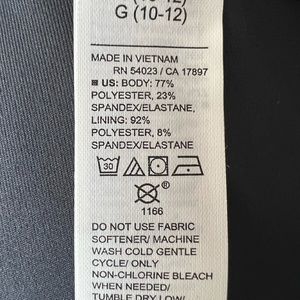 G (10-12)
MADE IN VIETNAM
RN 54023 / CA 17897
US: BODY: 77%
POLYESTER, 23%
SPANDEX/ELASTANE,
LINING: 92%
POLYESTER, 8%
SPANDEX/ELASTANE
30
®
1166
DO NOT USE FABRIC
SOFTENER/ MACHINE
WASH COLD GENTLE
CYCLE/ ONLY
NON-CHLORINE BLEACH
WHEN NEEDED/
TUMBLE DRY LOW/